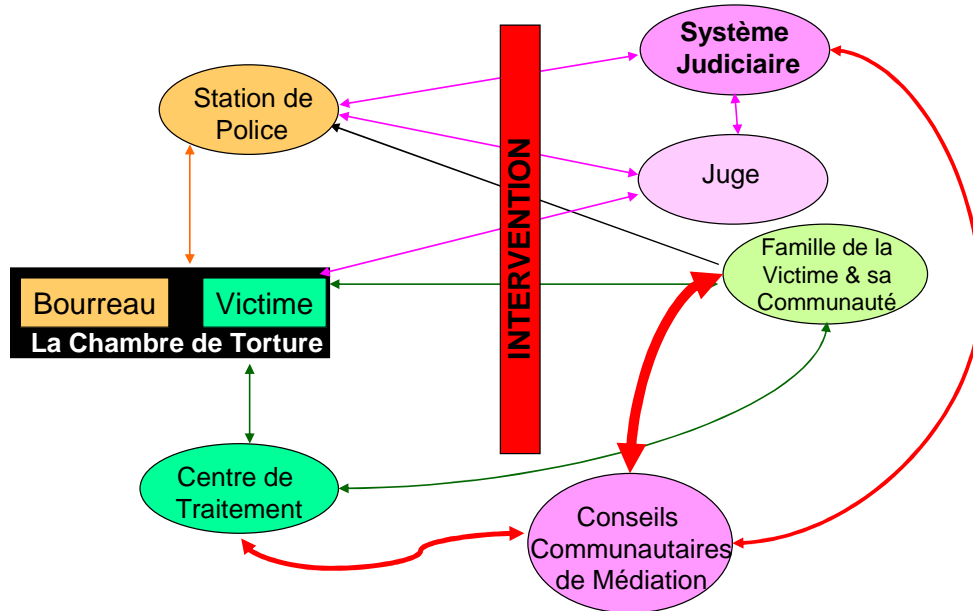 Système
Judiciaire
Station de
Police
INTERVENTION
Juge
Famille de la
Victime & sa
Communauté
Bourreau
Victime
La Chambre de Torture
Centre de
Traitement
Conseils
Communautaires
de Médiation